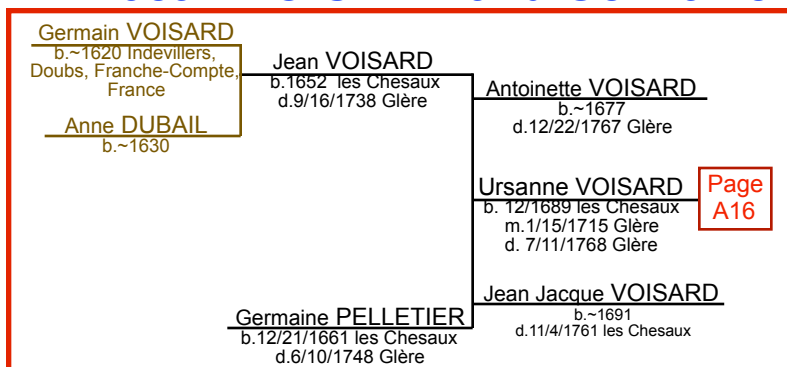 Germain VOISARD
b.~1620 Indevillers,
Doubs, Franche-Compte,
France
Anne DUBAIL
b.~1630
Jean VOISARD
b.1652 les Chesaux
d.9/16/1738 Glère
Germaine PELLETIER
b.12/21/1661 les Chesaux
d.6/10/1748 Glère
Antoinette VOISARD
b.~1677
d.12/22/1767 Glère
Ursanne VOISARD
b. 12/1689 les Chesaux
m.1/15/1715 Glère
d. 7/11/1768 Glère
Page
A16
Jean Jacque VOISARD
b.~1691
d.11/4/1761 les Chesaux